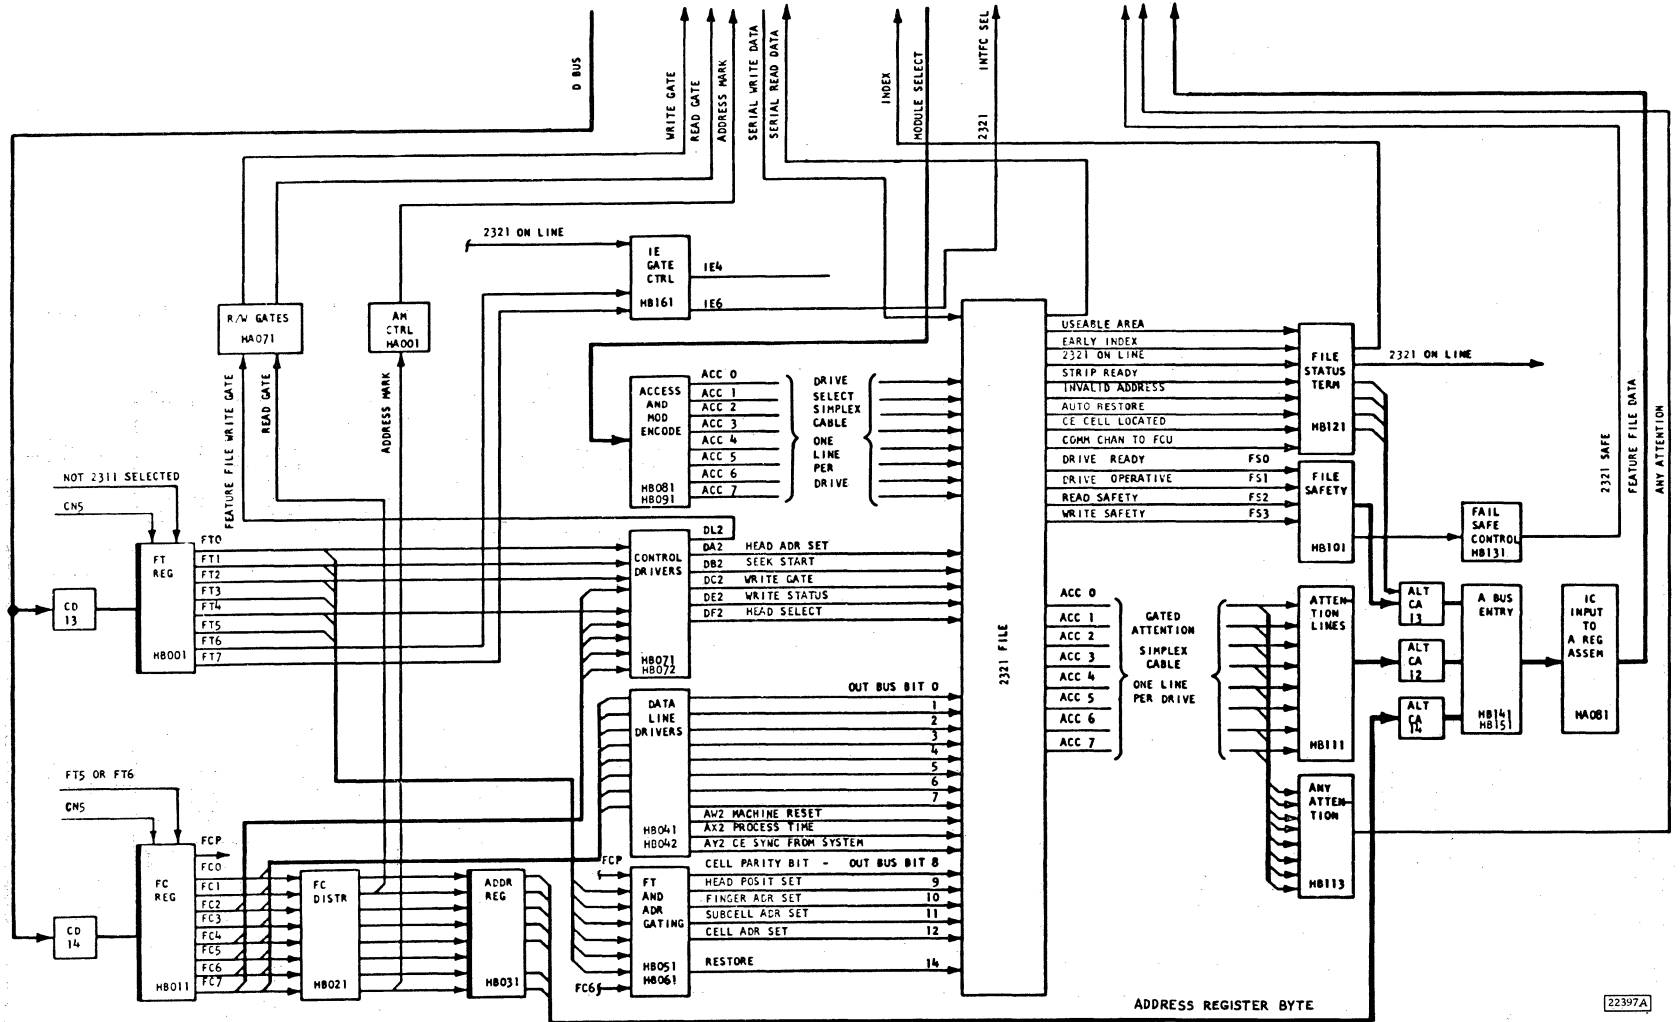 D BUS
WRITE GATE
READ GATE
ADDRESS MARK
SERIAL WRITE DATA
SERIAL READ DATA
INDEX
MODULE SELECT
2321 INTFC SEL
2321 SAFE
FEATURE FILE DATA
ANY ATTENTION
2321 ON LINE
IE
GATE
CTRL
HB161
IE4
IE6
R/W GATES
HA071
AM
CTRL
HA001
FEATURE FILE WRITE GATE
READ GATE
ADDRESS MARK
ACCESS
AND
MOD
ENCODE
HB081
HB091
ACC 0
ACC 1
ACC 2
ACC 3
ACC 4
ACC 5
ACC 6
ACC 7
DRIVE
SELECT
SIMPLEX
CABLE
ONE
LINE
PER
DRIVE
2321 FILE
USEABLE AREA
EARLY INDEX
2321 ON LINE
STRIP READY
INVALID ADDRESS
AUTO RESTORE
CE CELL LOCATED
COMM CHAN TO FCU
DRIVE READY FS0
DRIVE OPERATIVE FS1
READ SAFETY FS2
WRITE SAFETY FS3
FILE
STATUS
TERM
HB121
2321 ON LINE
FILE
SAFETY
HB101
FAIL
SAFE
CONTROL
HB131
NOT 2311 SELECTED
CN5
FT
REG
HB001
CD
13
FT0
FT1
FT2
FT3
FT4
FT5
FT6
FT7
CONTROL
DRIVERS
HB071
HB072
DL2
DA2 HEAD ADR SET
DB2 SEEK START
DC2 WRITE GATE
DE2 WRITE STATUS
DF2 HEAD SELECT
ACC 0
ACC 1
ACC 2
ACC 3
ACC 4
ACC 5
ACC 6
ACC 7
GATED
ATTENTION
SIMPLEX
CABLE
ONE LINE
PER DRIVE
ATTEN-
TION
LINES
HB111
ALT
CA
13
ALT
CA
12
ALT
CA
14
A BUS
ENTRY
HB141
HB151
IC
INPUT
TO
A REG
ASSEM
HA081
ANY
ATTEN-
TION
HB113
DATA
LINE
DRIVERS
HB041
HB042
OUT BUS BIT 0
1
2
3
4
5
6
7
AW2 MACHINE RESET
AX2 PROCESS TIME
AY2 CE SYNC FROM SYSTEM
FT5 OR FT6
CN5
FC
REG
HB011
CD
14
FCP
FC0
FC1
FC2
FC3
FC4
FC5
FC6
FC7
FC
DISTR
HB021
ADDR
REG
HB031
FCP
FC6
FT
AND
ADR
GATING
HB051
HB061
CELL PARITY BIT - OUT BUS BIT 8
HEAD POSIT SET 9
FINGER ADR SET 10
SUBCELL ADR SET 11
CELL ADR SET 12
RESTORE 14
ADDRESS REGISTER BYTE
22397A